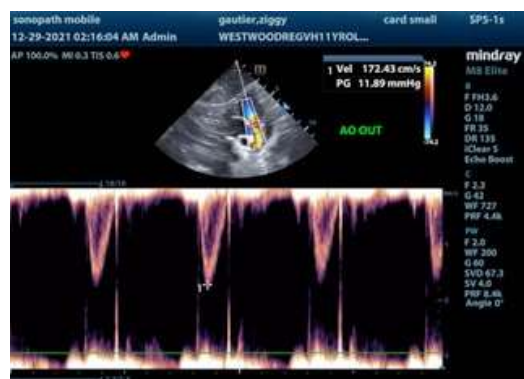 sonopath mobile gautier,ziggy card small SP5-1s
12-29-2021 02:16:04 AM Admin WESTWOODREGVH11YROL...
AP 100.0% MI 0.3 TIS 0.6
mindray
M8 Elite
1 Vel 172.43 cm/s
PG 11.89 mmHg
AO OUT
B
F FH3.6
D 12.0
G 18
FR 35
DR 135
iClear 5
Echo Boost
C
F 2.3
G 42
WF 727
PRF 4.4k
PW
F 2.0
WF 200
G 60
SVD 67.3
SV 4.0
PRF 8.4k
Angle 0°
1